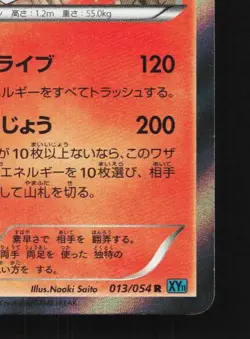 高さ：1.2m 重さ：55.0kg
ライブ 120
ネルギーをすべてトラッシュする。
じょう 200
が10枚以上ないなら、このワザ
エネルギーを10枚選び、相手
して山札を切る。
素早さで 相手を 翻弄する。
両手 両足を 使った 独特の
い方を する。
Illus.Naoki Saito 013/054 R XY11